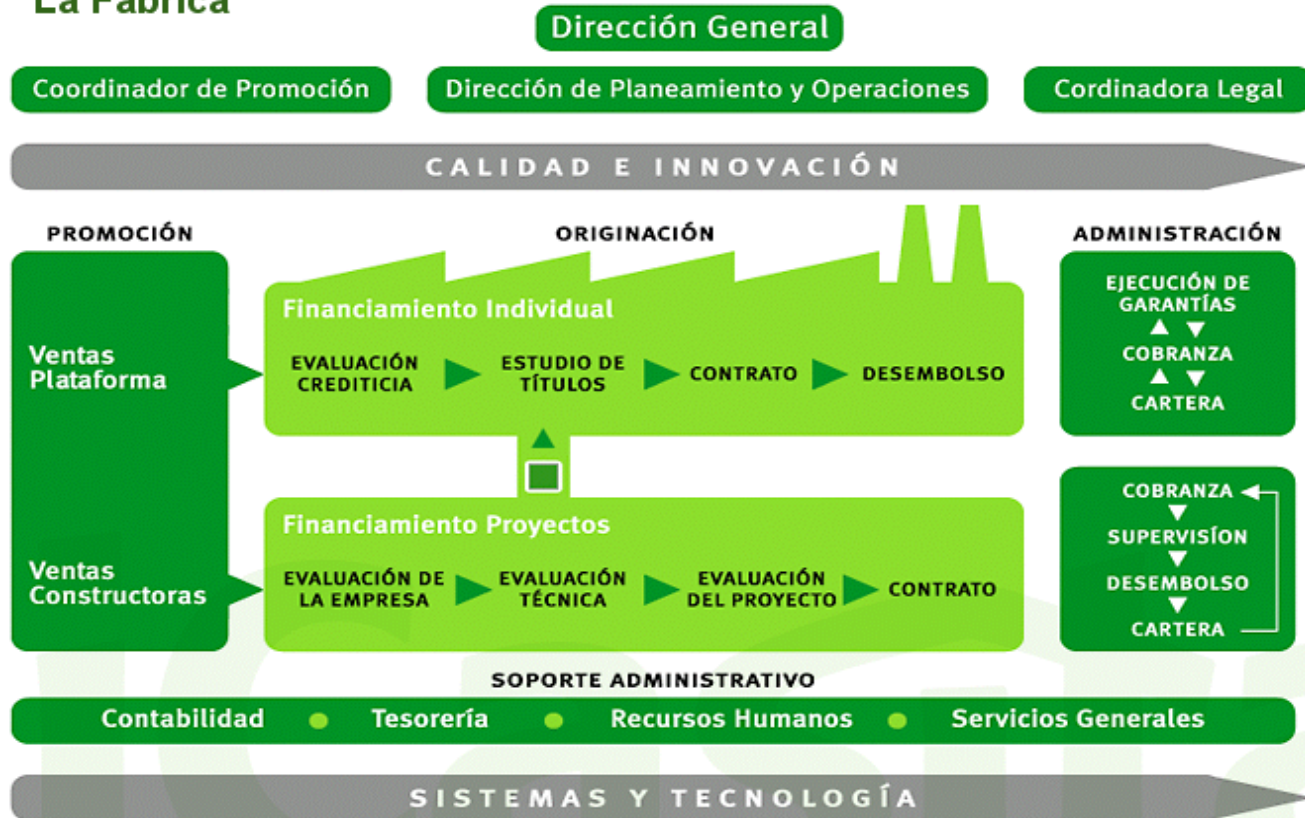 La Fábrica
Dirección General
Coordinador de Promoción
Dirección de Planeamiento y Operaciones
Cordinadora Legal
CALIDAD E INNOVACIÓN
PROMOCIÓN
ORIGINACIÓN
ADMINISTRACIÓN
Ventas
Plataforma
Ventas
Constructoras
Financiamiento Individual
EVALUACIÓN
CREDITICIA
ESTUDIO DE
TÍTULOS
CONTRATO
DESEMBOLSO
Financiamiento Proyectos
EVALUACIÓN DE
LA EMPRESA
EVALUACIÓN
TÉCNICA
EVALUACIÓN
DEL PROYECTO
CONTRATO
EJECUCIÓN DE
GARANTÍAS
COBRANZA
CARTERA
COBRANZA
SUPERVISÍON
DESEMBOLSO
CARTERA
SOPORTE ADMINISTRATIVO
Contabilidad
Tesorería
Recursos Humanos
Servicios Generales
SISTEMAS Y TECNOLOGÍA